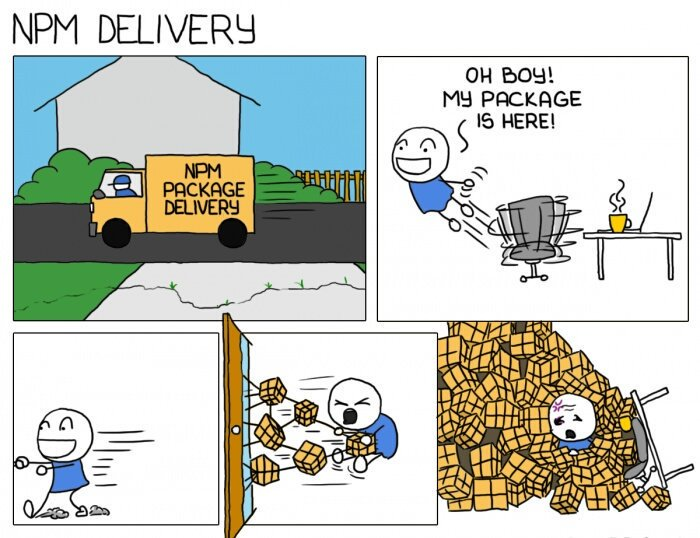 NPM DELIVERY
NPM
PACKAGE
DELIVERY
OH BOY!
MY PACKAGE
IS HERE!